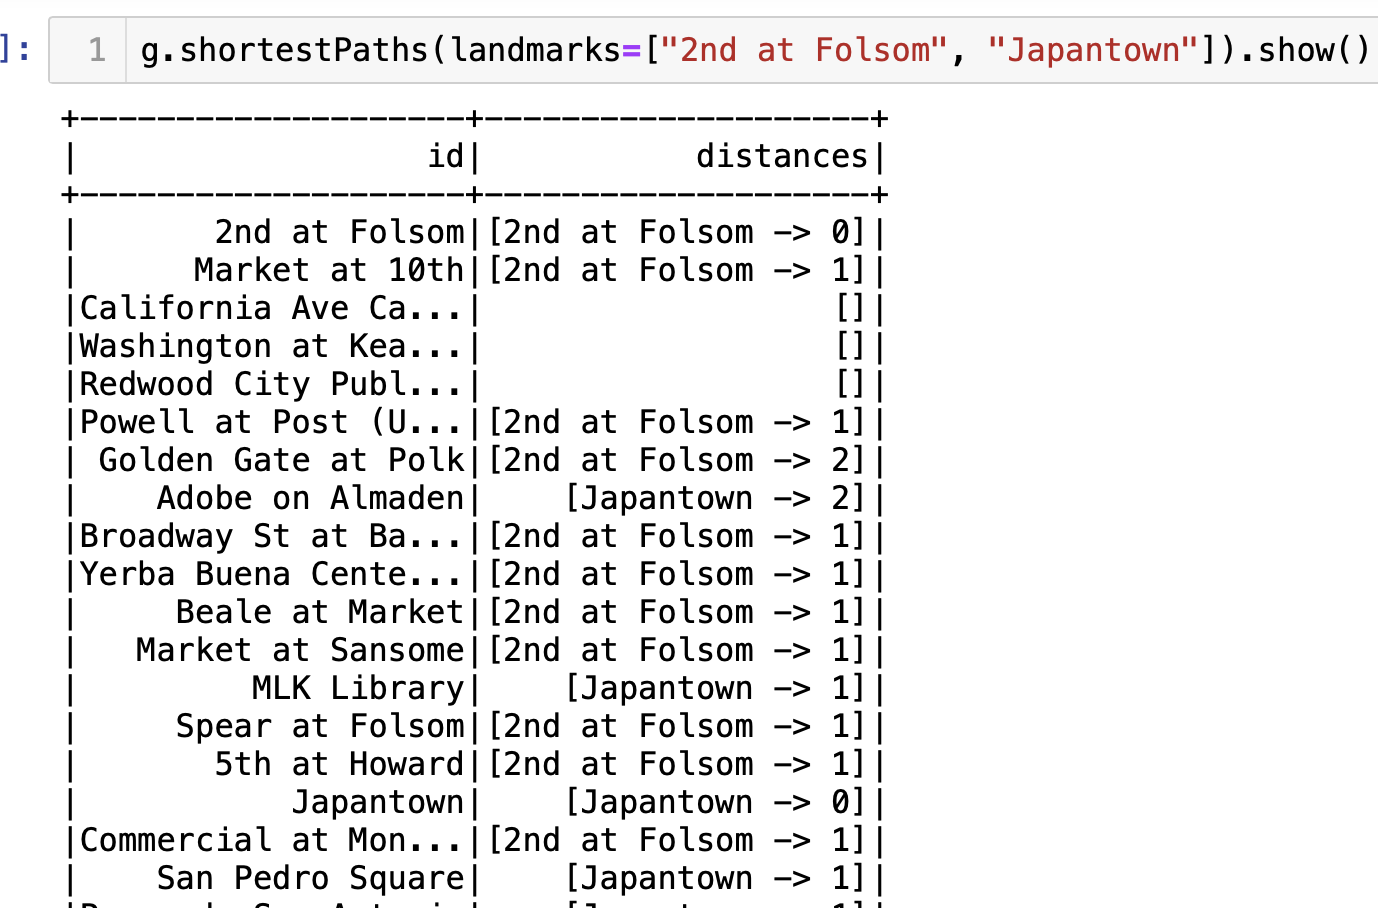 ]: 1 g.shortestPaths(landmarks=["2nd at Folsom", "Japantown"]).show()
+--------------------+-------------------+
|                  id|          distances|
+--------------------+-------------------+
|       2nd at Folsom|[2nd at Folsom -> 0]|
|      Market at 10th|[2nd at Folsom -> 1]|
|California Ave Ca...|                  []|
|Washington at Kea...|                  []|
|Redwood City Publ...|                  []|
|Powell at Post (U...|[2nd at Folsom -> 1]|
| Golden Gate at Polk|[2nd at Folsom -> 2]|
|    Adobe on Almaden|    [Japantown -> 2]|
|Broadway St at Ba...|[2nd at Folsom -> 1]|
|Yerba Buena Cente...|[2nd at Folsom -> 1]|
|     Beale at Market|[2nd at Folsom -> 1]|
|   Market at Sansome|[2nd at Folsom -> 1]|
|         MLK Library|    [Japantown -> 1]|
|     Spear at Folsom|[2nd at Folsom -> 1]|
|       5th at Howard|[2nd at Folsom -> 1]|
|           Japantown|    [Japantown -> 0]|
|Commercial at Mon...|[2nd at Folsom -> 1]|
|    San Pedro Square|    [Japantown -> 1]|